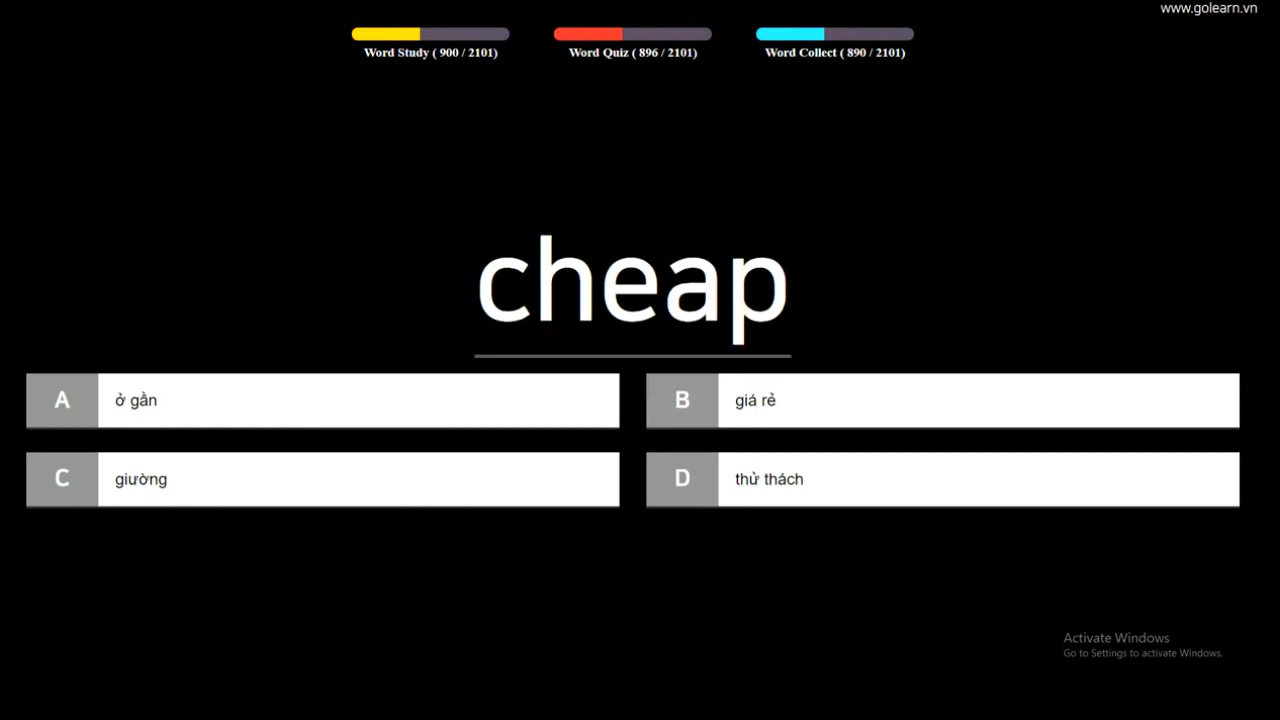 www.golearn.vn
Word Study ( 900 / 2101) Word Quiz ( 896 / 2101) Word Collect ( 890 / 2101)
cheap
A ở gần B giá rẻ
C giường D thử thách
Activate Windows
Go to Settings to activate Windows.